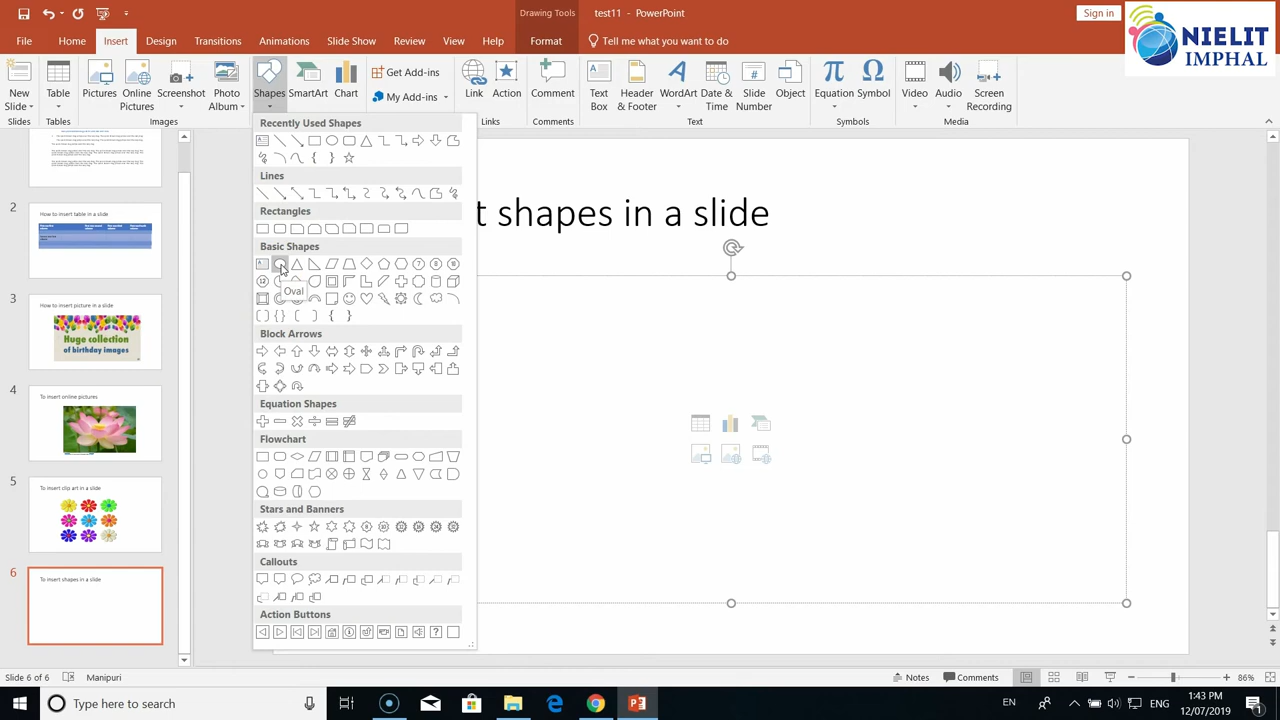 Drawing Tools
test11 – PowerPoint
Sign in
NIELIT
IMPHAL
File Home Insert Design Transitions Animations Slide Show Review View Help Format Tell me what you want to do
New Slide
Table
Pictures
Online Pictures
Screenshot
Photo Album
Shapes
SmartArt
Chart
Get Add-ins
My Add-ins
Link
Action
Comment
Text Box
Header & Footer
WordArt
Date & Time
Slide Number
Object
Equation
Symbol
Video
Audio
Screen Recording
Slides Tables Images Links Comments Text Symbols Media
Recently Used Shapes
Lines
Rectangles
Basic Shapes
Oval
Block Arrows
Equation Shapes
Flowchart
Stars and Banners
Callouts
Action Buttons
2
How to insert table in a slide
3
How to insert picture in a slide
Huge collection
of birthday images
4
To insert online pictures
5
To insert clip art in a slide
6
To insert shapes in a slide
t shapes in a slide
Slide 6 of 6 Manipuri Notes Comments 86%
Type here to search
EN
ENG
1:43 PM
12/07/2019